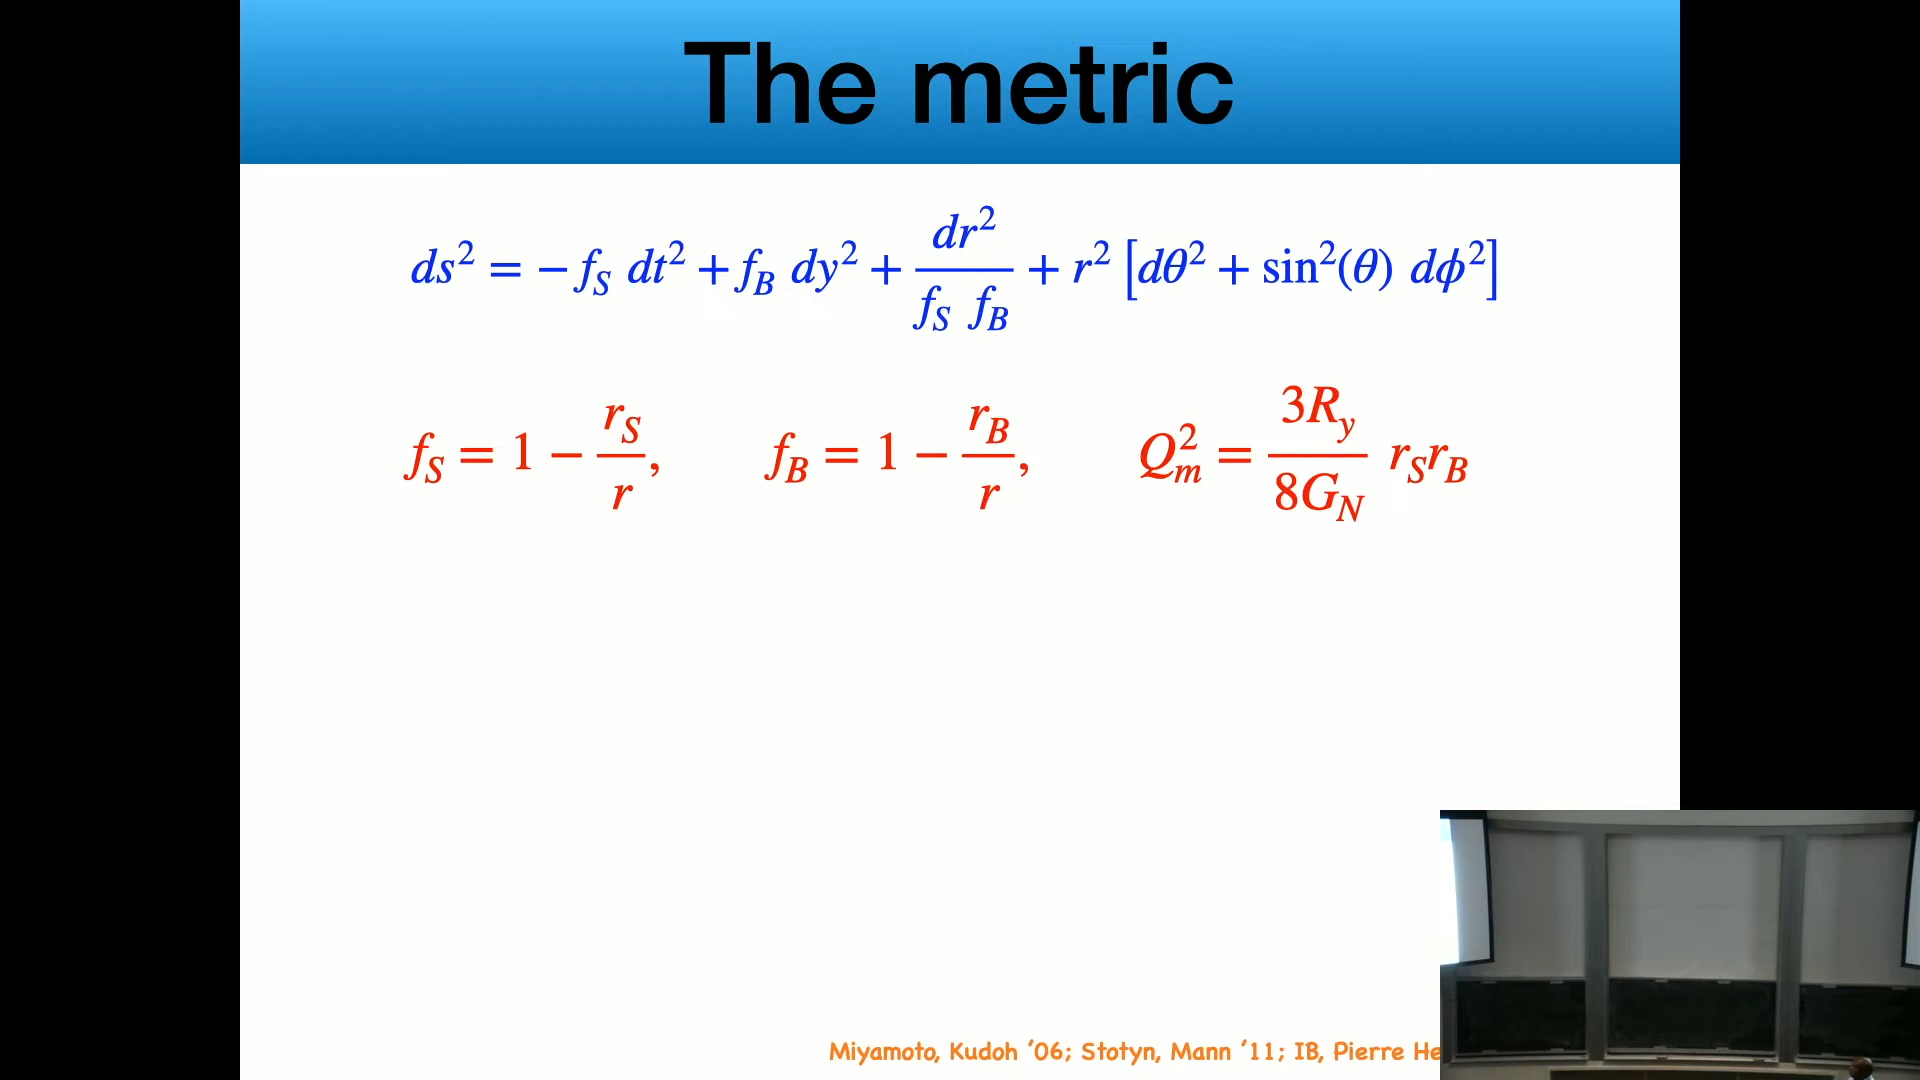 The metric
ds² = −f_S dt² + f_B dy² + dr²/(f_S f_B) + r² [dθ² + sin²(θ) dϕ²]
f_S = 1 − r_S/r, f_B = 1 − r_B/r, Q_m² = 3R_y/8G_N r_S r_B
Miyamoto, Kudoh ’06; Stotyn, Mann ’11; IB, Pierre He